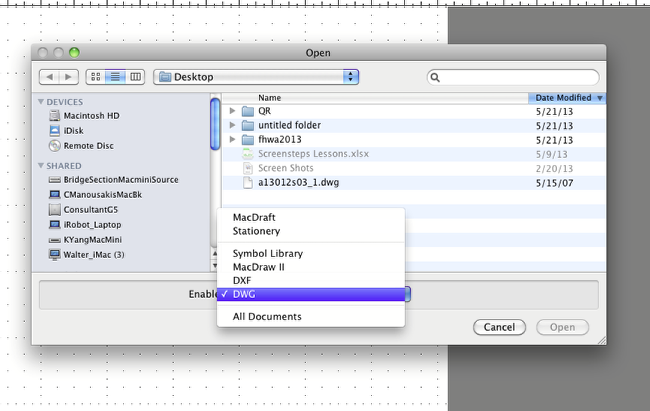 Open
Desktop
Name Date Modified
DEVICES
Macintosh HD
iDisk
Remote Disc
SHARED
BridgeSectionMacminiSource
CManousakisMacBk
ConsultantG5
iRobot_Laptop
KYangMacMini
Walter_iMac (3)
QR 5/21/13
untitled folder 5/21/13
fhwa2013 5/21/13
Screensteps Lessons.xlsx 5/9/13
Screen Shots 2/20/13
a13012s03_1.dwg 5/15/07
MacDraft
Stationery
Symbol Library
MacDraw II
DXF
Enable ✓ DWG
All Documents
Cancel Open